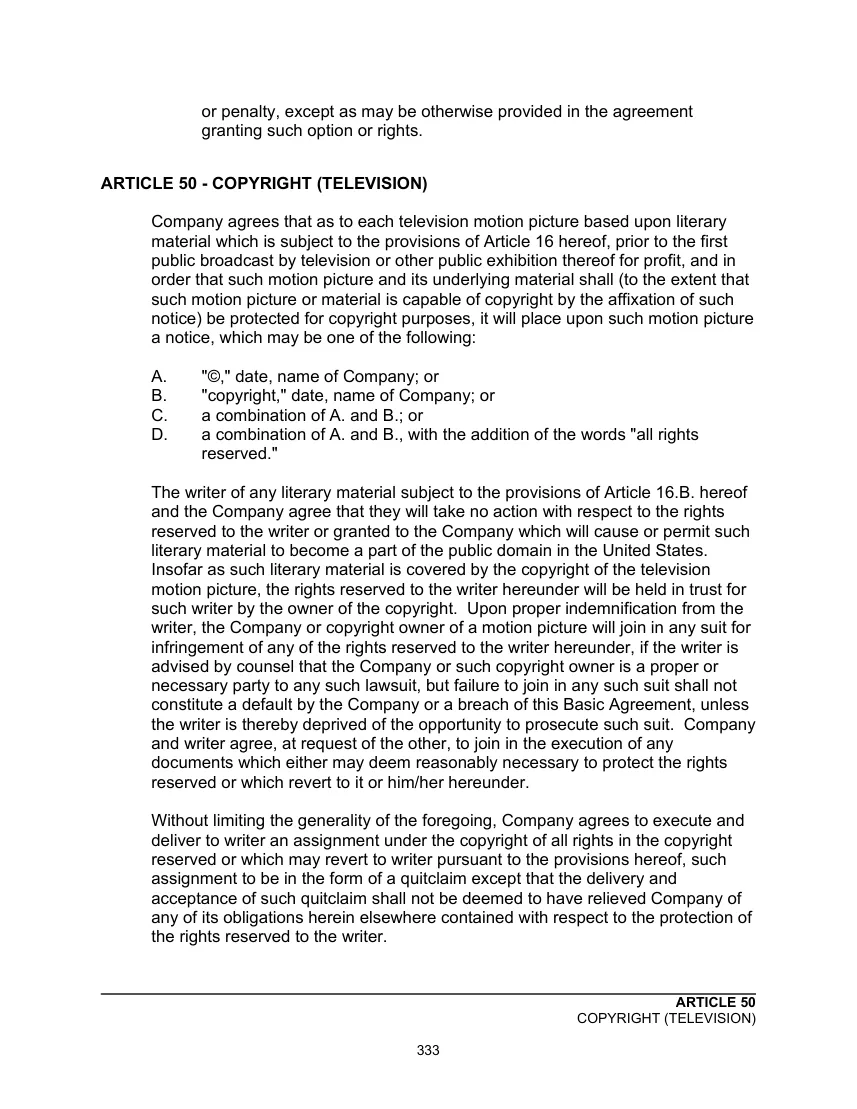 or penalty, except as may be otherwise provided in the agreement
granting such option or rights.
ARTICLE 50 - COPYRIGHT (TELEVISION)
Company agrees that as to each television motion picture based upon literary
material which is subject to the provisions of Article 16 hereof, prior to the first
public broadcast by television or other public exhibition thereof for profit, and in
order that such motion picture and its underlying material shall (to the extent that
such motion picture or material is capable of copyright by the affixation of such
notice) be protected for copyright purposes, it will place upon such motion picture
a notice, which may be one of the following:
A. "©," date, name of Company; or
B. "copyright," date, name of Company; or
C. a combination of A. and B.; or
D. a combination of A. and B., with the addition of the words "all rights
reserved."
The writer of any literary material subject to the provisions of Article 16.B. hereof
and the Company agree that they will take no action with respect to the rights
reserved to the writer or granted to the Company which will cause or permit such
literary material to become a part of the public domain in the United States.
Insofar as such literary material is covered by the copyright of the television
motion picture, the rights reserved to the writer hereunder will be held in trust for
such writer by the owner of the copyright.  Upon proper indemnification from the
writer, the Company or copyright owner of a motion picture will join in any suit for
infringement of any of the rights reserved to the writer hereunder, if the writer is
advised by counsel that the Company or such copyright owner is a proper or
necessary party to any such lawsuit, but failure to join in any such suit shall not
constitute a default by the Company or a breach of this Basic Agreement, unless
the writer is thereby deprived of the opportunity to prosecute such suit.  Company
and writer agree, at request of the other, to join in the execution of any
documents which either may deem reasonably necessary to protect the rights
reserved or which revert to it or him/her hereunder.
Without limiting the generality of the foregoing, Company agrees to execute and
deliver to writer an assignment under the copyright of all rights in the copyright
reserved or which may revert to writer pursuant to the provisions hereof, such
assignment to be in the form of a quitclaim except that the delivery and
acceptance of such quitclaim shall not be deemed to have relieved Company of
any of its obligations herein elsewhere contained with respect to the protection of
the rights reserved to the writer.
ARTICLE 50
COPYRIGHT (TELEVISION)
333